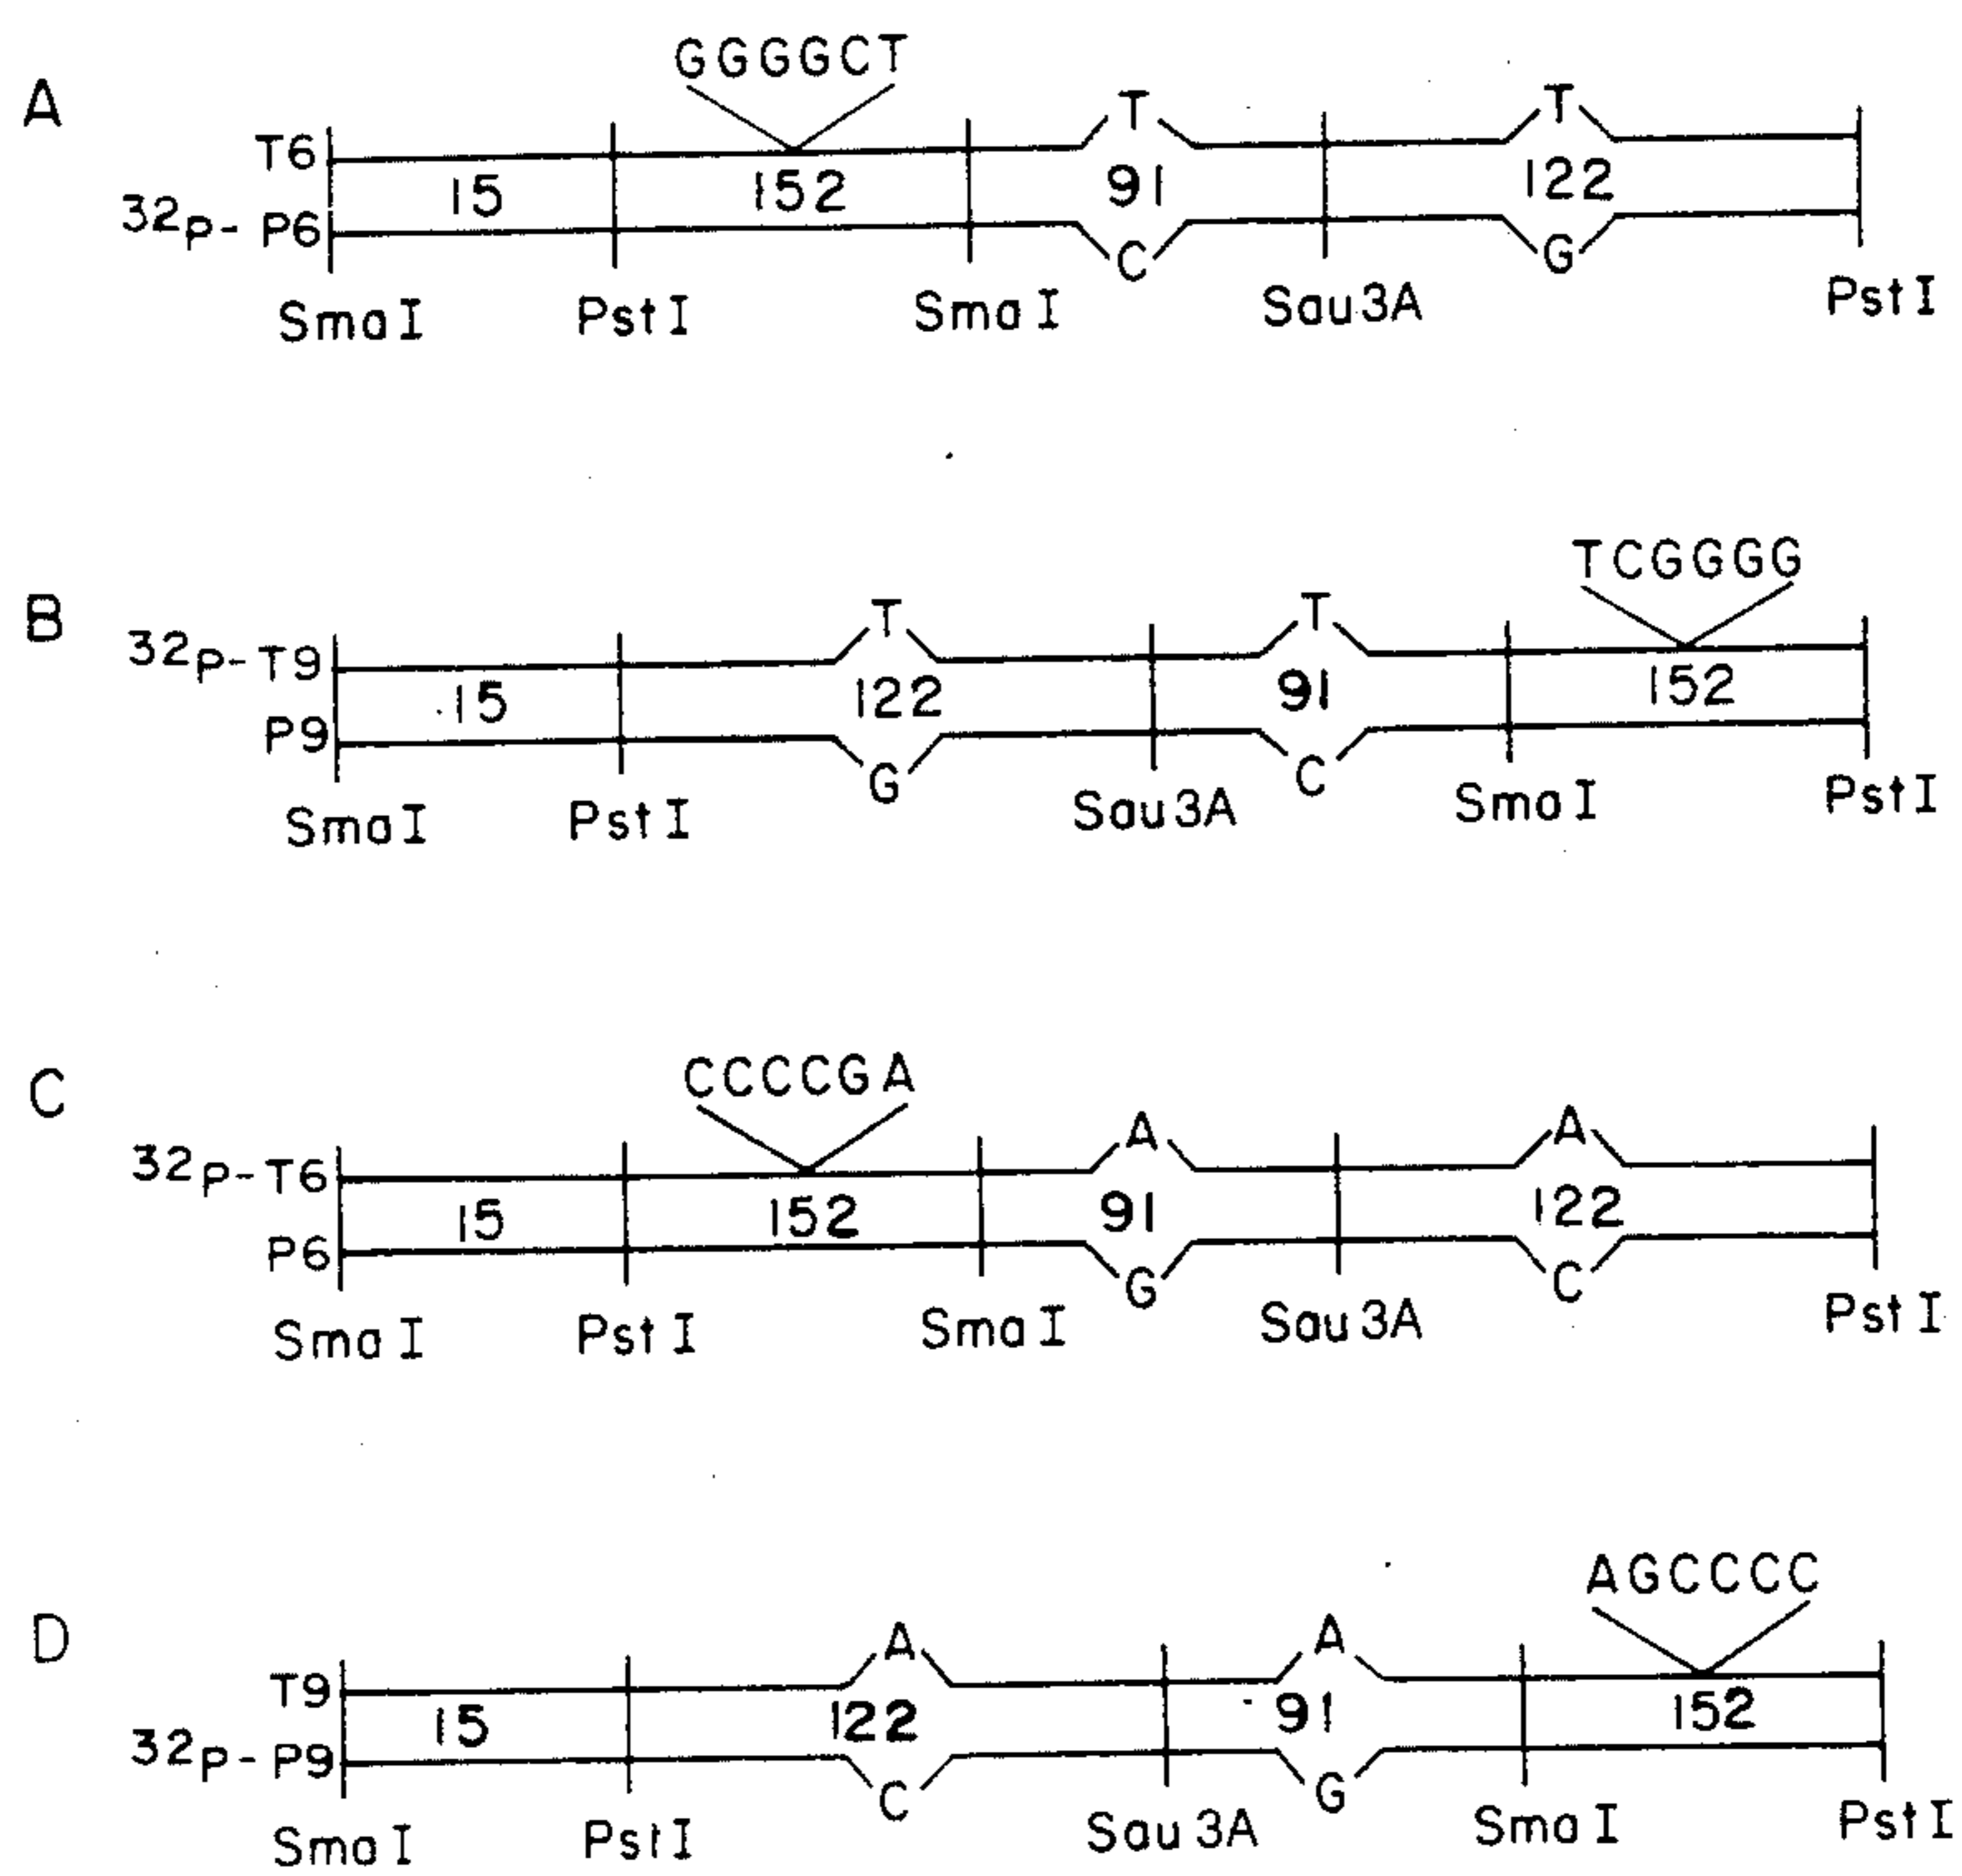 A
GGGGCT
T T
T6
15 152 91 122
32P- P6
C G
SmaI PstI SmaI Sau3A PstI
B
TCGGGG
T T
32P-T9
15 122 91 152
P9
G C
SmaI PstI Sau3A SmaI PstI
C
CCCCGA
A A
32P-T6
15 152 91 122
P6
G C
SmaI PstI SmaI Sau3A PstI
D
AGCCCC
A A
T9
15 122 91 152
32P-P9
C G
SmaI PstI Sau3A SmaI PstI